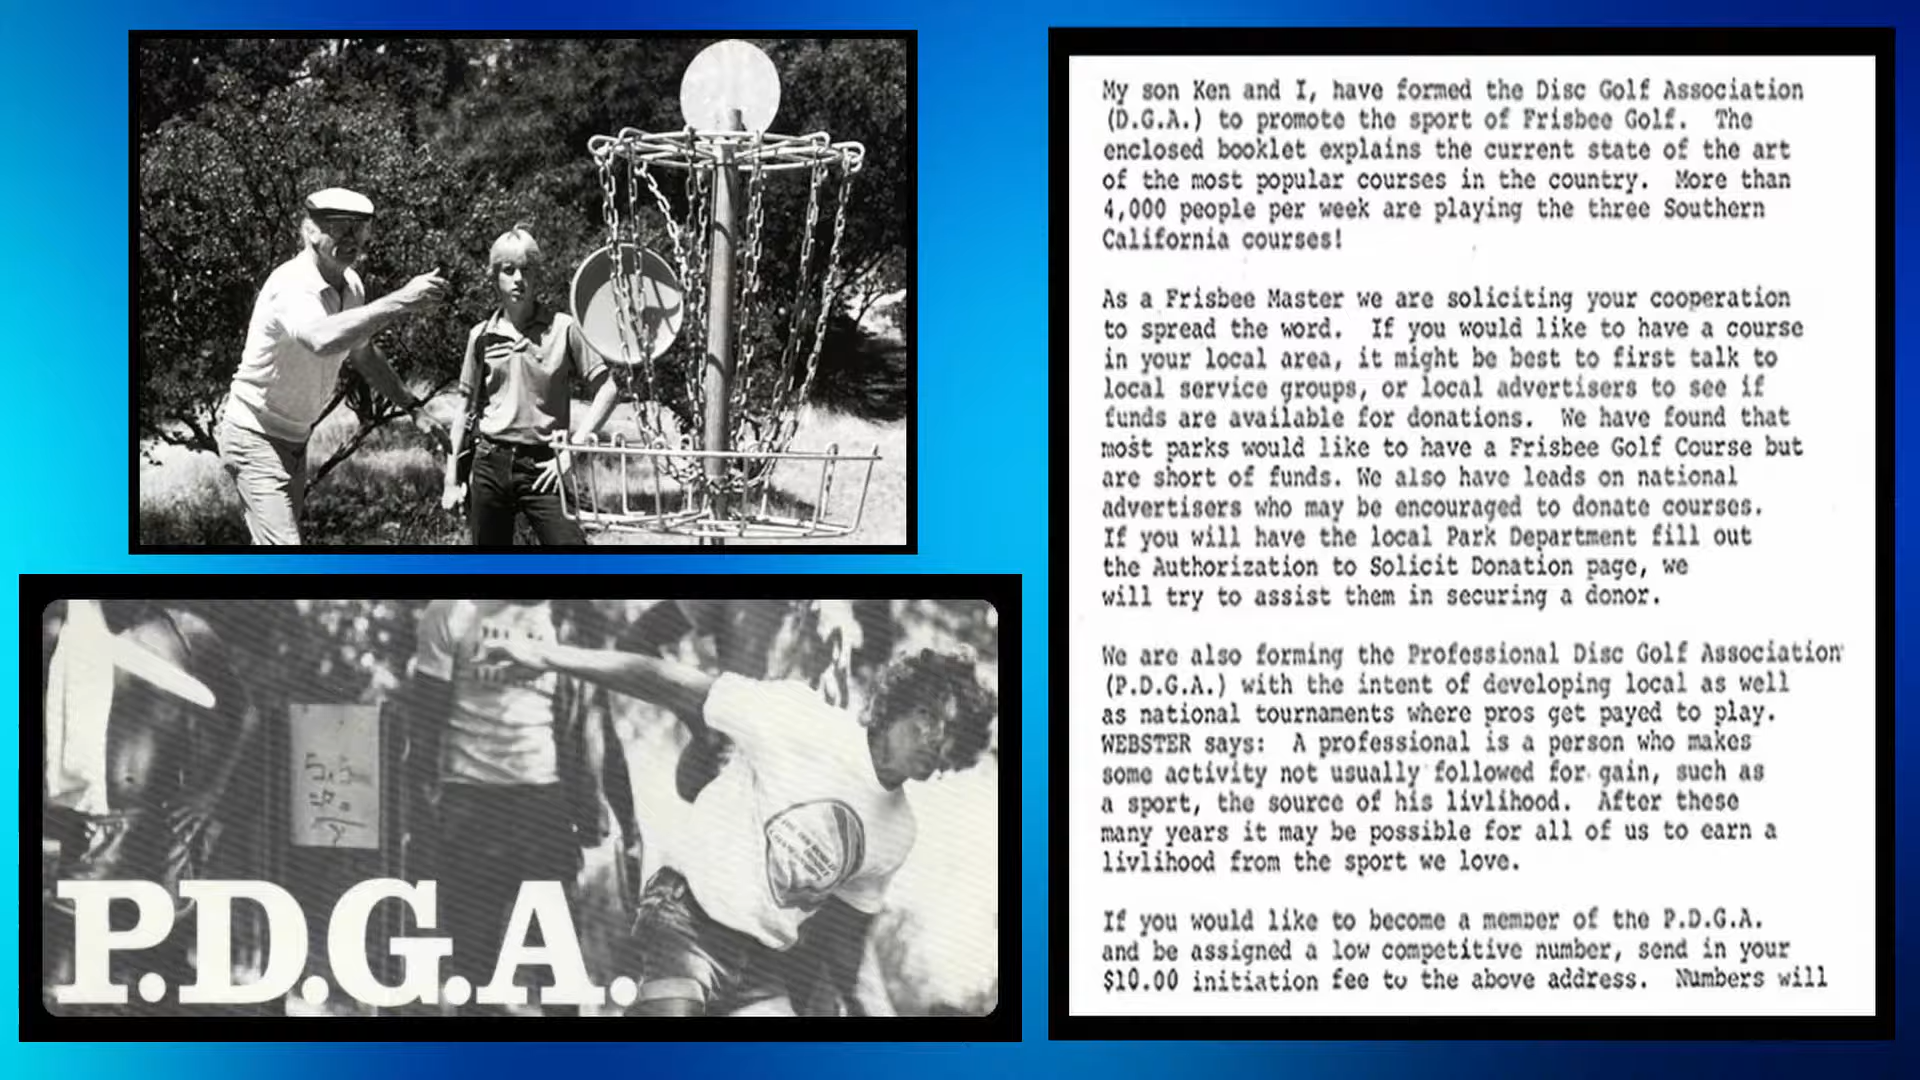 My son Ken and I, have formed the Disc Golf Association
(D.G.A.) to promote the sport of Frisbee Golf. The
enclosed booklet explains the current state of the art
of the most popular courses in the country. More than
4,000 people per week are playing the three Southern
California courses!
As a Frisbee Master we are soliciting your cooperation
to spread the word. If you would like to have a course
in your local area, it might be best to first talk to
local service groups, or local advertisers to see if
funds are available for donations. We have found that
most parks would like to have a Frisbee Golf Course but
are short of funds. We also have leads on national
advertisers who may be encouraged to donate courses.
If you will have the local Park Department fill out
the Authorization to Solicit Donation page, we
will try to assist them in securing a donor.
We are also forming the Professional Disc Golf Association
(P.D.G.A.) with the intent of developing local as well
as national tournaments where pros get payed to play.
WEBSTER says: A professional is a person who makes
some activity not usually followed for gain, such as
a sport, the source of his livlihood. After these
many years it may be possible for all of us to earn a
livlihood from the sport we love.
If you would like to become a member of the P.D.G.A.
and be assigned a low competitive number, send in your
$10.00 initiation fee to the above address. Numbers will
P.D.G.A.